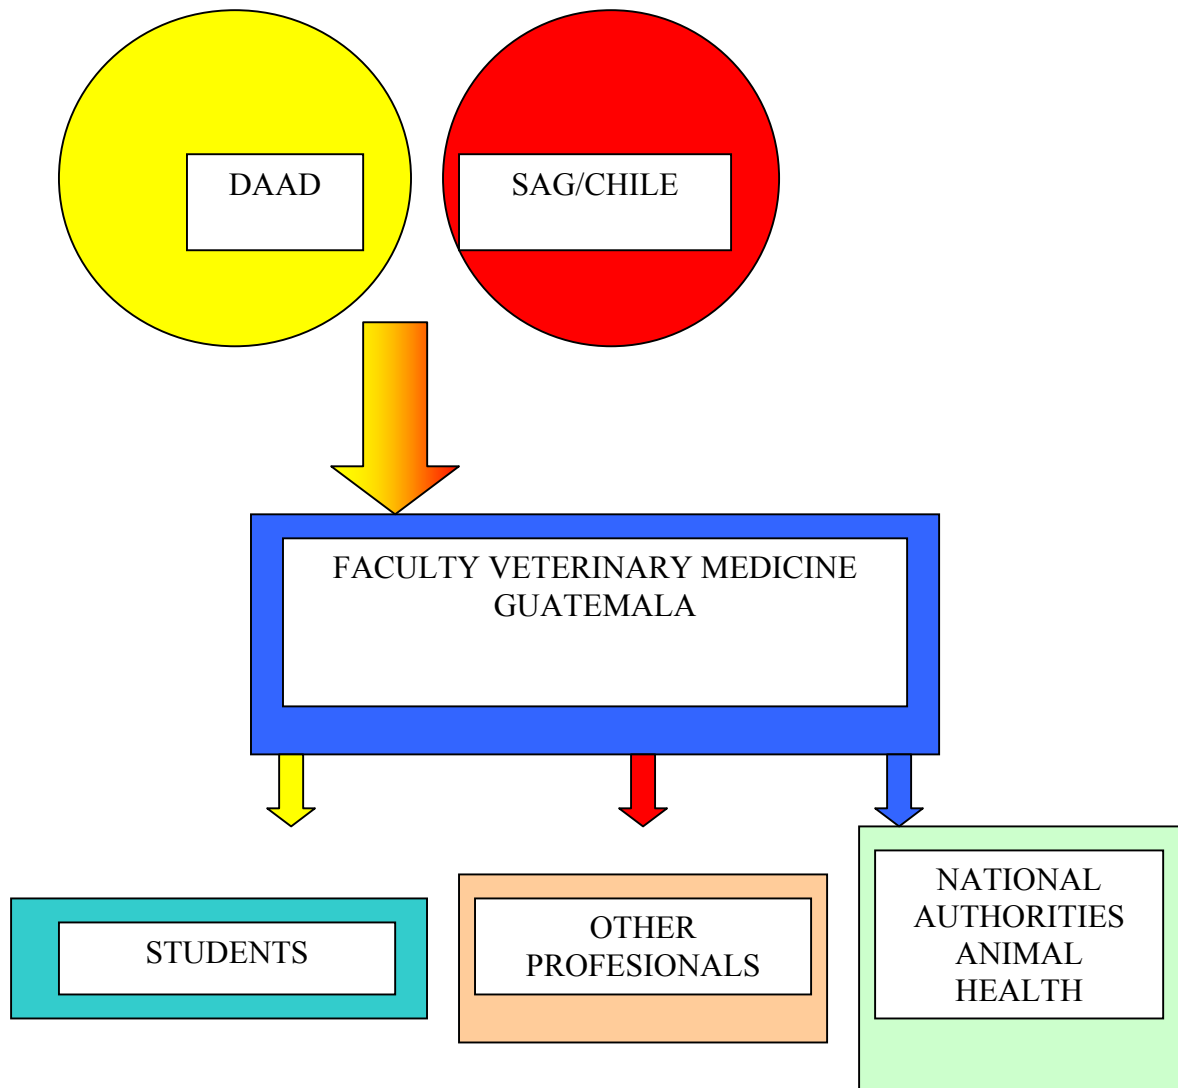 DAAD
SAG/CHILE
FACULTY VETERINARY MEDICINE
GUATEMALA
STUDENTS
OTHER
PROFESIONALS
NATIONAL
AUTHORITIES
ANIMAL
HEALTH